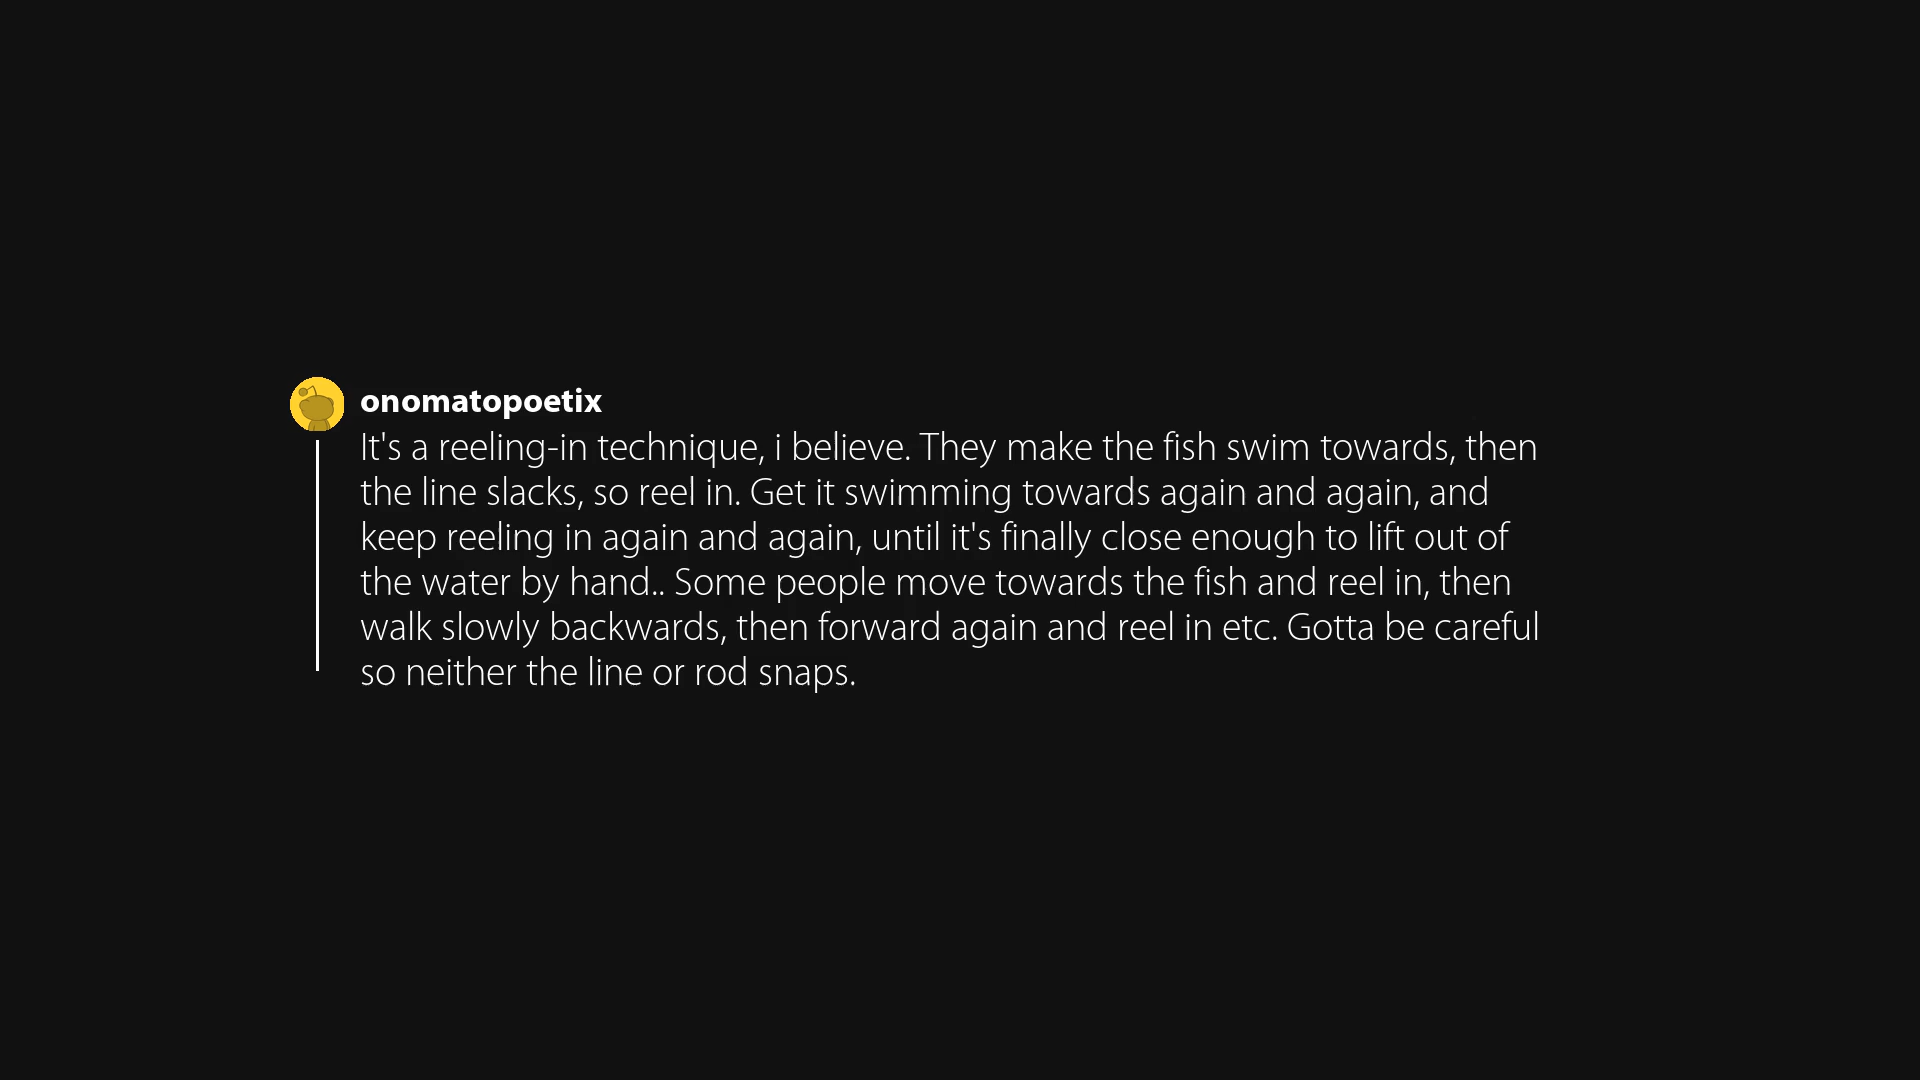 onomatopoetix
It's a reeling-in technique, i believe. They make the fish swim towards, then
the line slacks, so reel in. Get it swimming towards again and again, and
keep reeling in again and again, until it's finally close enough to lift out of
the water by hand.. Some people move towards the fish and reel in, then
walk slowly backwards, then forward again and reel in etc. Gotta be careful
so neither the line or rod snaps.